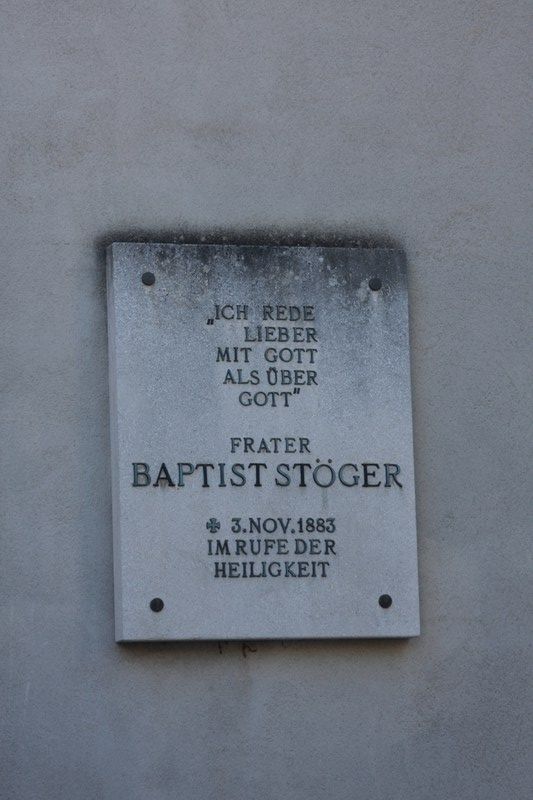 „ICH REDE
LIEBER
MIT GOTT
ALS ÜBER
GOTT"
FRATER
BAPTIST STÖGER
✠ 3. NOV. 1883
IM RUFE DER
HEILIGKEIT